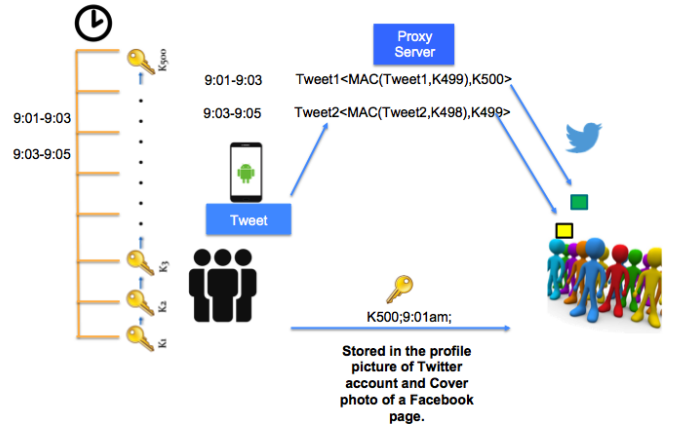 Proxy
Server
K500
9:01-9:03
Tweet1<MAC(Tweet1,K499),K500>
9:03-9:05
Tweet2<MAC(Tweet2,K498),K499>
9:01-9:03
9:03-9:05
Tweet
K3
K2
K1
K500;9:01am;
Stored in the profile
picture of Twitter
account and Cover
photo of a Facebook
page.